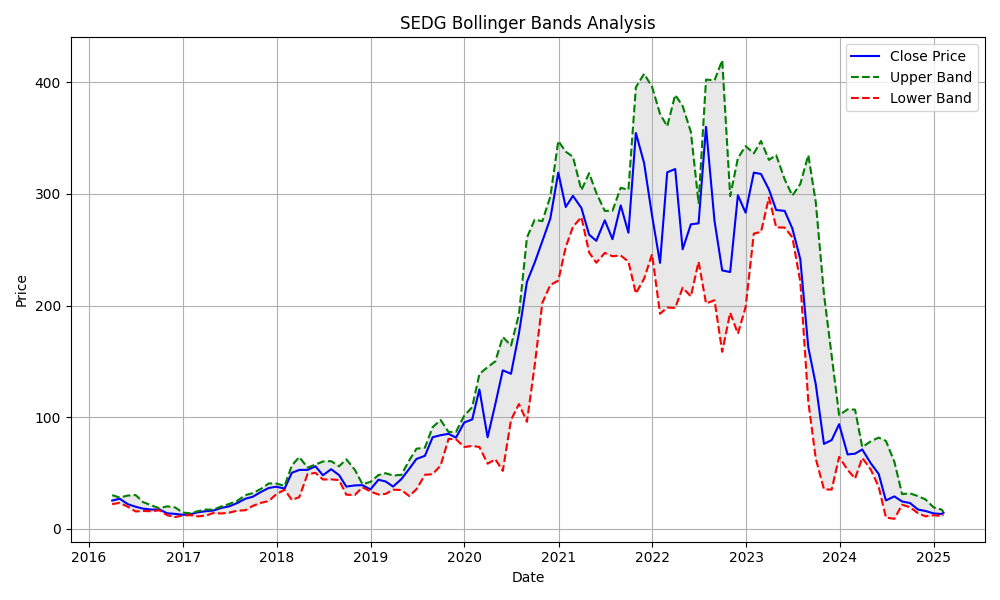 SEDG Bollinger Bands Analysis
Close Price
Upper Band
Lower Band
Price
400
300
200
100
0
2016 2017 2018 2019 2020 2021 2022 2023 2024 2025
Date